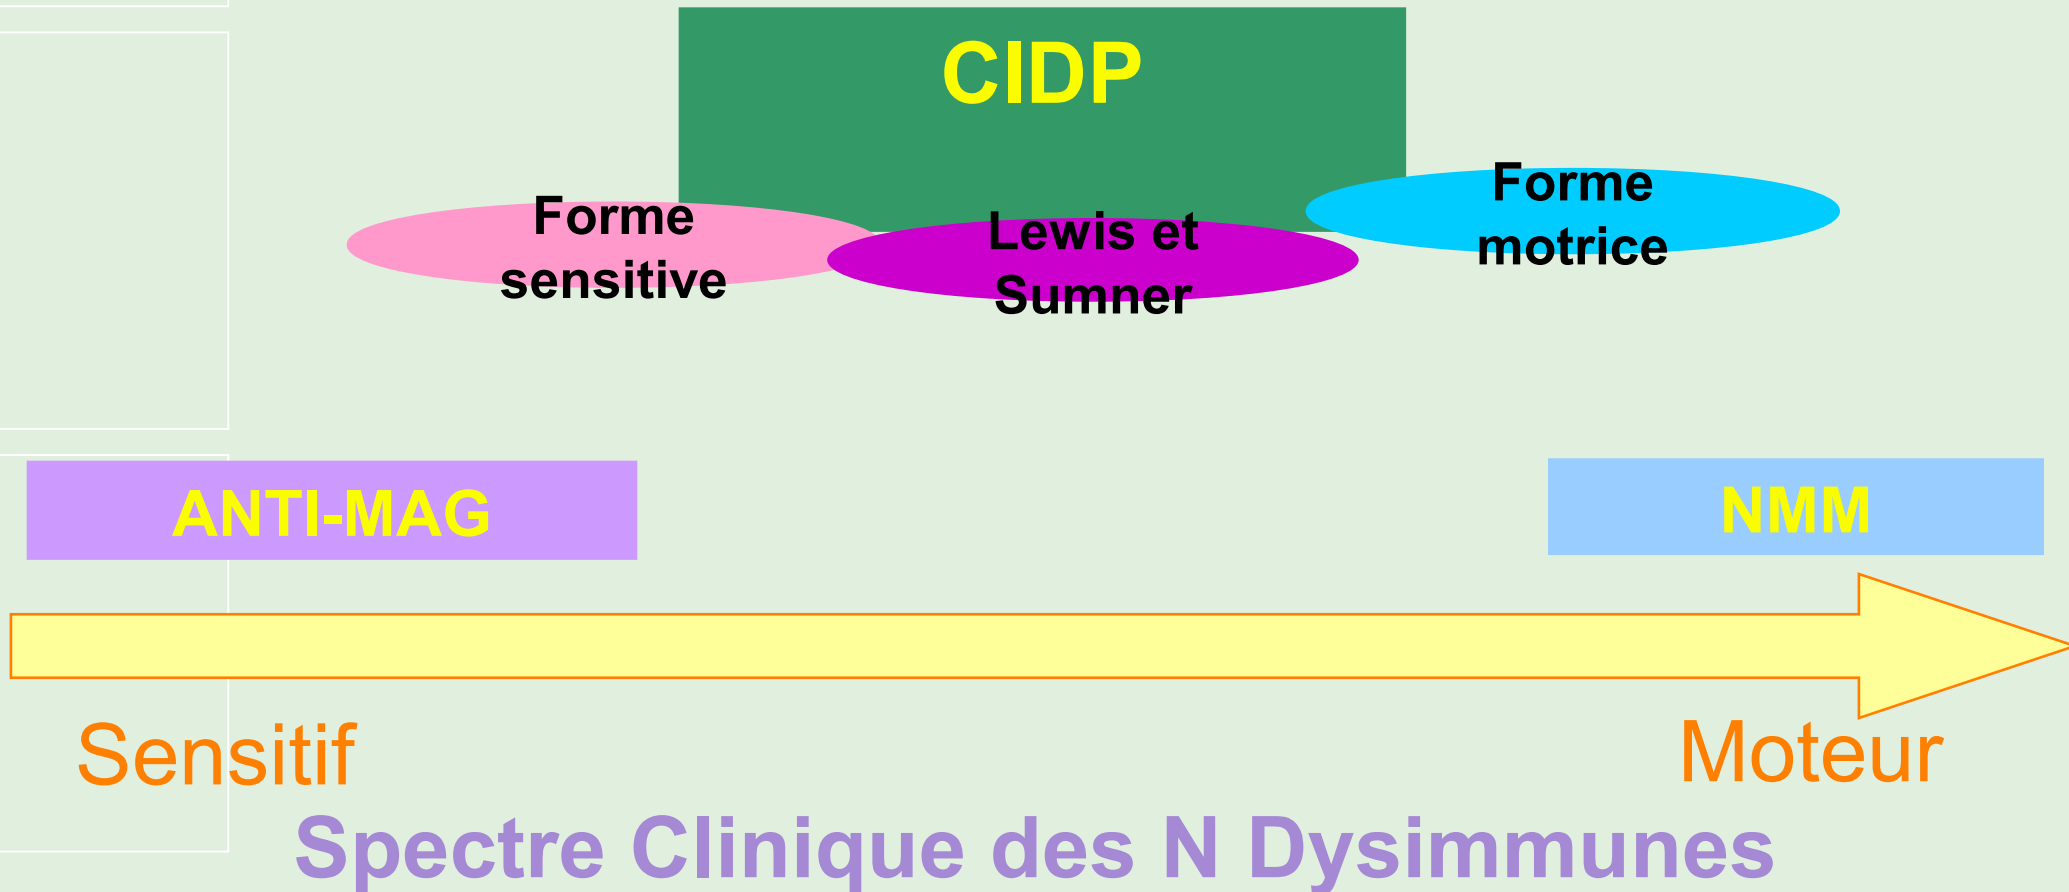 CIDP
Forme
sensitive
Lewis et
Sumner
Forme
motrice
ANTI-MAG
NMM
Sensitif
Moteur
Spectre Clinique des N Dysimmunes